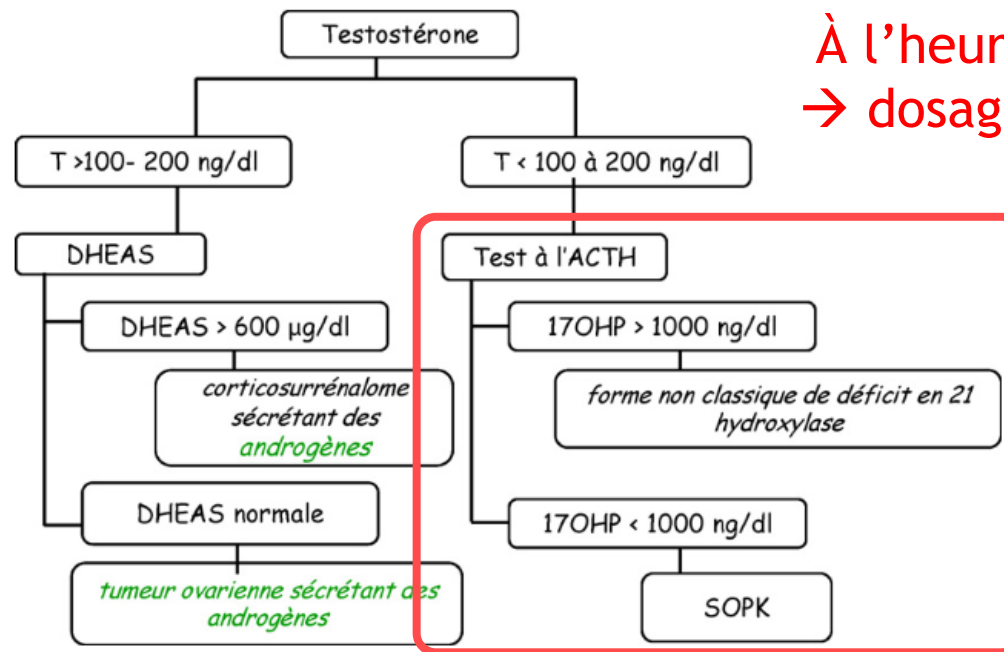 Testostérone
À l'heur
→ dosag
T >100- 200 ng/dl
T < 100 à 200 ng/dl
DHEAS
Test à l'ACTH
DHEAS > 600 µg/dl
17OHP > 1000 ng/dl
corticosurrénalome
sécrétant des
androgènes
forme non classique de déficit en 21
hydroxylase
DHEAS normale
17OHP < 1000 ng/dl
tumeur ovarienne sécrétant des
androgènes
SOPK